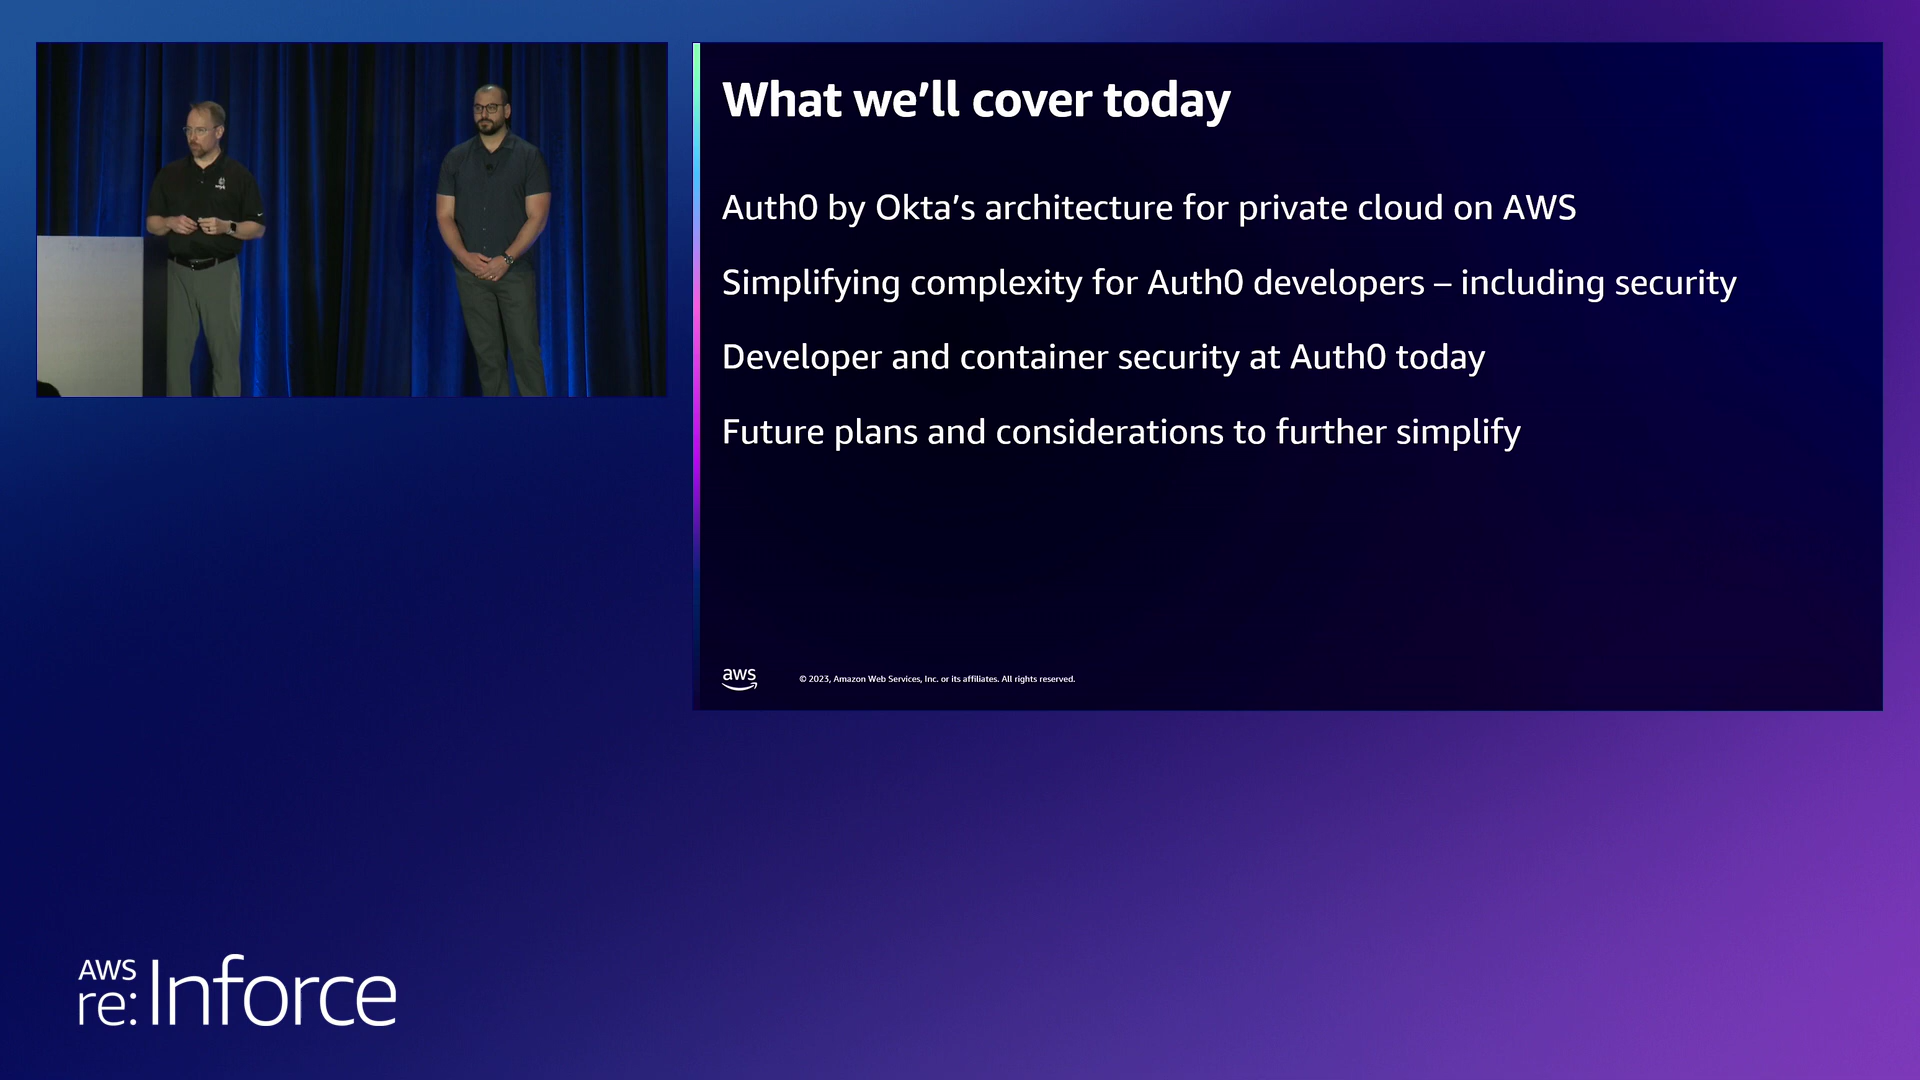 What we’ll cover today
Auth0 by Okta’s architecture for private cloud on AWS
Simplifying complexity for Auth0 developers – including security
Developer and container security at Auth0 today
Future plans and considerations to further simplify
aws
© 2023, Amazon Web Services, Inc. or its affiliates. All rights reserved.
AWS
re:Inforce